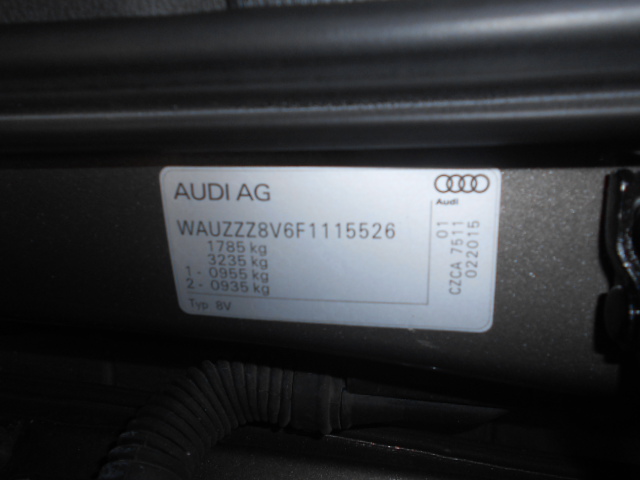 AUDI AG
Audi
WAUZZZ8V6F1115526
1785 kg
3235 kg
1 - 0955 kg
2 - 0935 kg
Typ 8V
01
CZCA 7511
022015